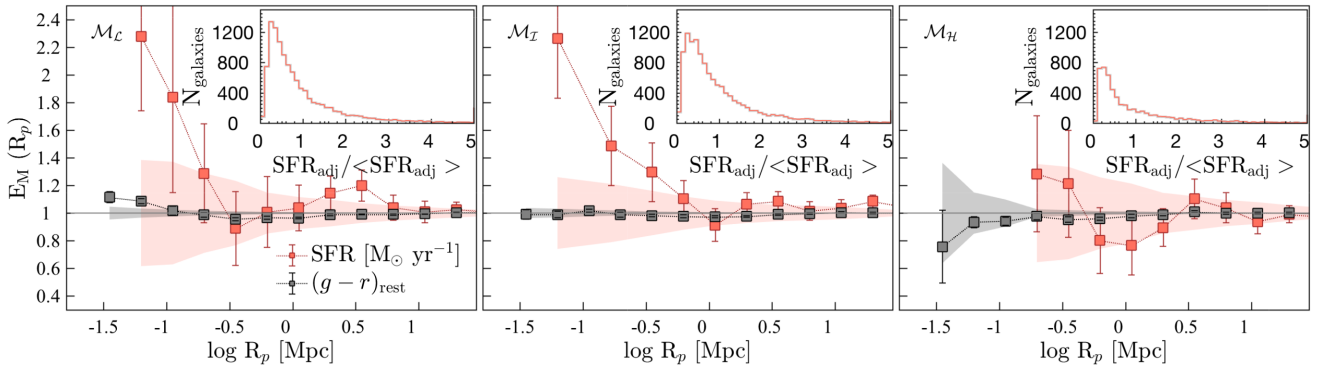 2.4
2.2
2
1.8
1.6
1.4
1.2
1
0.8
0.6
0.4
E_M (R_p)
M_L
1200
800
400
0
N_galaxies
0 1 2 3 4 5
SFR_adj/<SFR_adj >
SFR [M_⊙ yr^−1]
(g − r)_rest
-1.5 -1 -0.5 0 0.5 1
log R_p [Mpc]
M_I
1200
800
400
0
N_galaxies
0 1 2 3 4 5
SFR_adj/<SFR_adj >
-1.5 -1 -0.5 0 0.5 1
log R_p [Mpc]
M_H
1200
800
400
0
N_galaxies
0 1 2 3 4 5
SFR_adj/<SFR_adj >
-1.5 -1 -0.5 0 0.5 1
log R_p [Mpc]